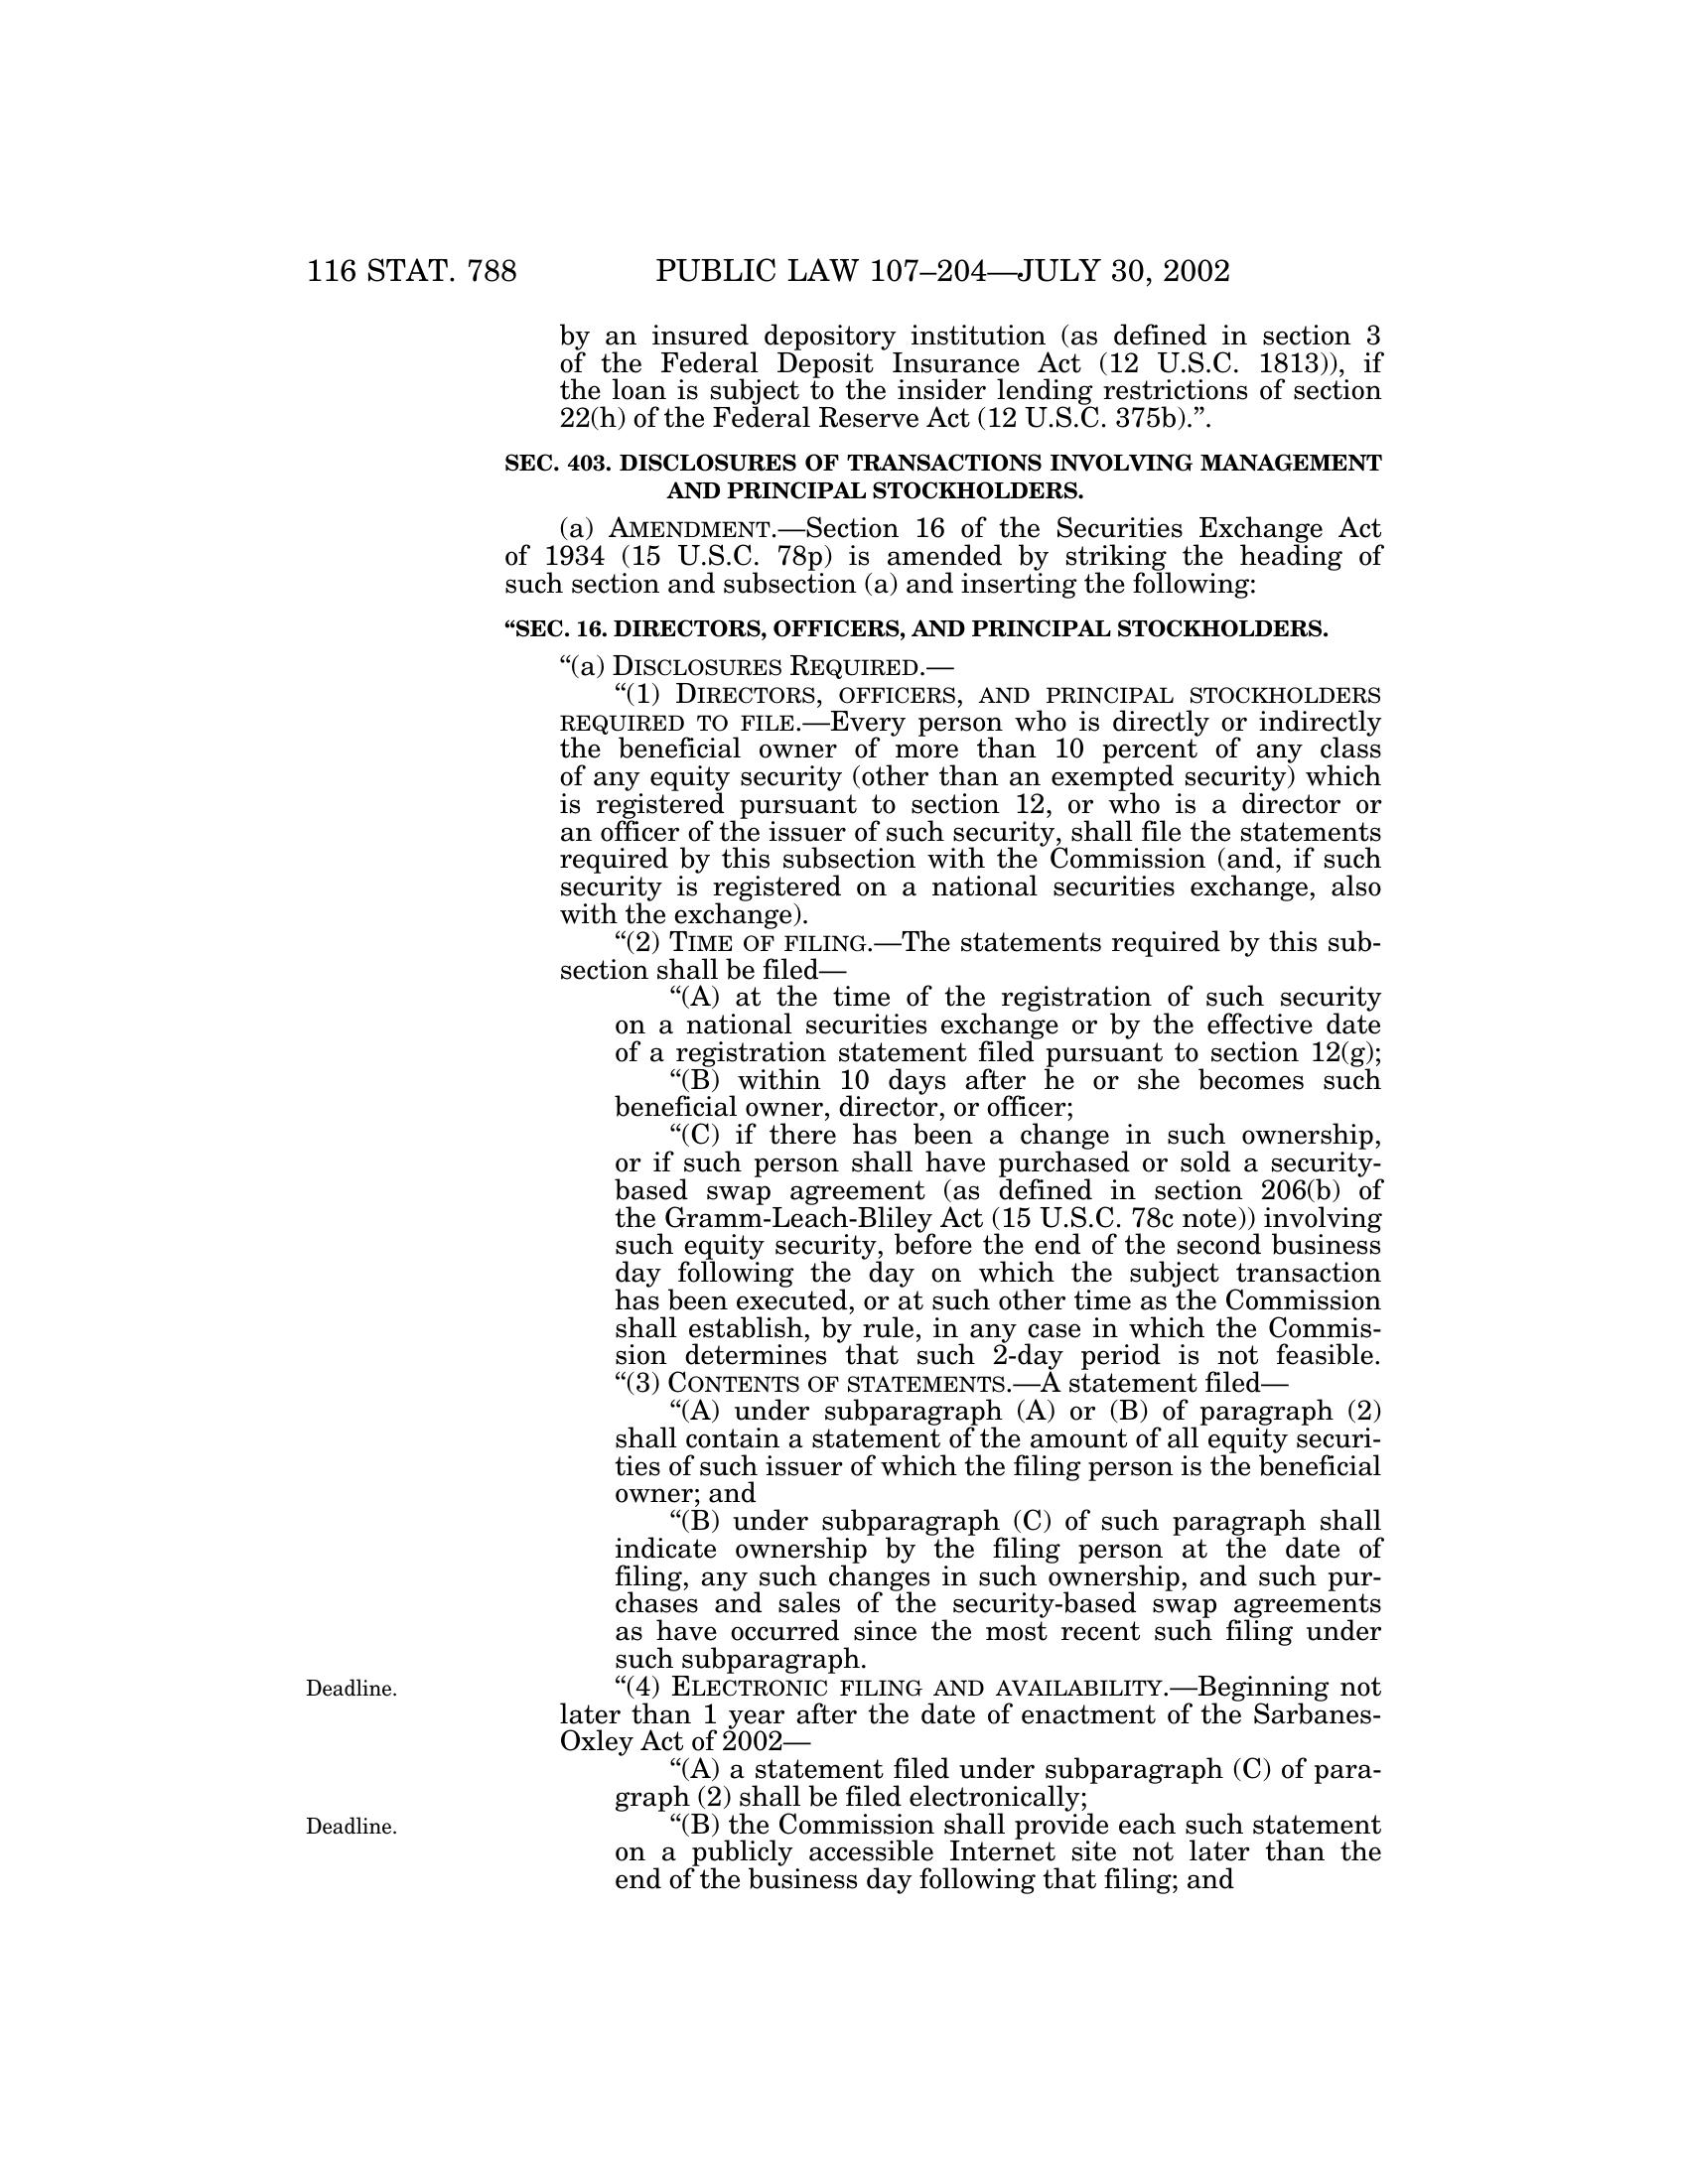 116 STAT. 788 PUBLIC LAW 107–204—JULY 30, 2002
by an insured depository institution (as defined in section 3
of the Federal Deposit Insurance Act (12 U.S.C. 1813)), if
the loan is subject to the insider lending restrictions of section
22(h) of the Federal Reserve Act (12 U.S.C. 375b).”.
SEC. 403. DISCLOSURES OF TRANSACTIONS INVOLVING MANAGEMENT
AND PRINCIPAL STOCKHOLDERS.
(a) AMENDMENT.—Section 16 of the Securities Exchange Act
of 1934 (15 U.S.C. 78p) is amended by striking the heading of
such section and subsection (a) and inserting the following:
“SEC. 16. DIRECTORS, OFFICERS, AND PRINCIPAL STOCKHOLDERS.
“(a) DISCLOSURES REQUIRED.—
“(1) DIRECTORS, OFFICERS, AND PRINCIPAL STOCKHOLDERS
REQUIRED TO FILE.—Every person who is directly or indirectly
the beneficial owner of more than 10 percent of any class
of any equity security (other than an exempted security) which
is registered pursuant to section 12, or who is a director or
an officer of the issuer of such security, shall file the statements
required by this subsection with the Commission (and, if such
security is registered on a national securities exchange, also
with the exchange).
“(2) TIME OF FILING.—The statements required by this sub-
section shall be filed—
“(A) at the time of the registration of such security
on a national securities exchange or by the effective date
of a registration statement filed pursuant to section 12(g);
“(B) within 10 days after he or she becomes such
beneficial owner, director, or officer;
“(C) if there has been a change in such ownership,
or if such person shall have purchased or sold a security-
based swap agreement (as defined in section 206(b) of
the Gramm-Leach-Bliley Act (15 U.S.C. 78c note)) involving
such equity security, before the end of the second business
day following the day on which the subject transaction
has been executed, or at such other time as the Commission
shall establish, by rule, in any case in which the Commis-
sion determines that such 2-day period is not feasible.
“(3) CONTENTS OF STATEMENTS.—A statement filed—
“(A) under subparagraph (A) or (B) of paragraph (2)
shall contain a statement of the amount of all equity securi-
ties of such issuer of which the filing person is the beneficial
owner; and
“(B) under subparagraph (C) of such paragraph shall
indicate ownership by the filing person at the date of
filing, any such changes in such ownership, and such pur-
chases and sales of the security-based swap agreements
as have occurred since the most recent such filing under
such subparagraph.
Deadline. “(4) ELECTRONIC FILING AND AVAILABILITY.—Beginning not
later than 1 year after the date of enactment of the Sarbanes-
Oxley Act of 2002—
“(A) a statement filed under subparagraph (C) of para-
graph (2) shall be filed electronically;
Deadline. “(B) the Commission shall provide each such statement
on a publicly accessible Internet site not later than the
end of the business day following that filing; and